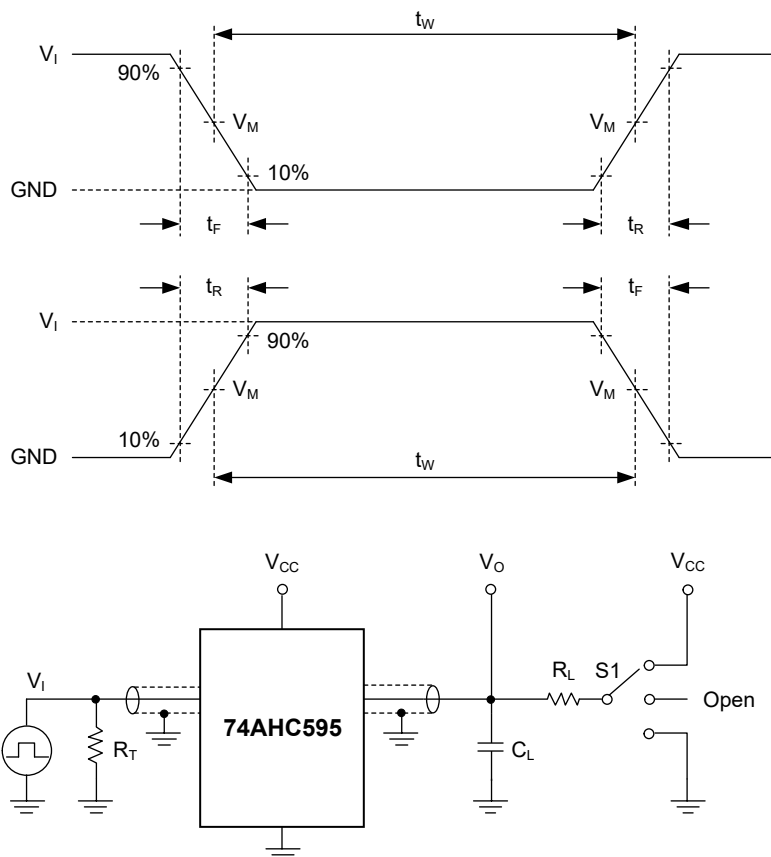 t_W
V_I
90%
V_M
V_M
10%
GND
t_F
t_R
t_R
t_F
V_I
90%
V_M
V_M
10%
GND
t_W
V_CC
V_O
V_CC
V_I
R_L
S1
Open
74AHC595
R_T
C_L